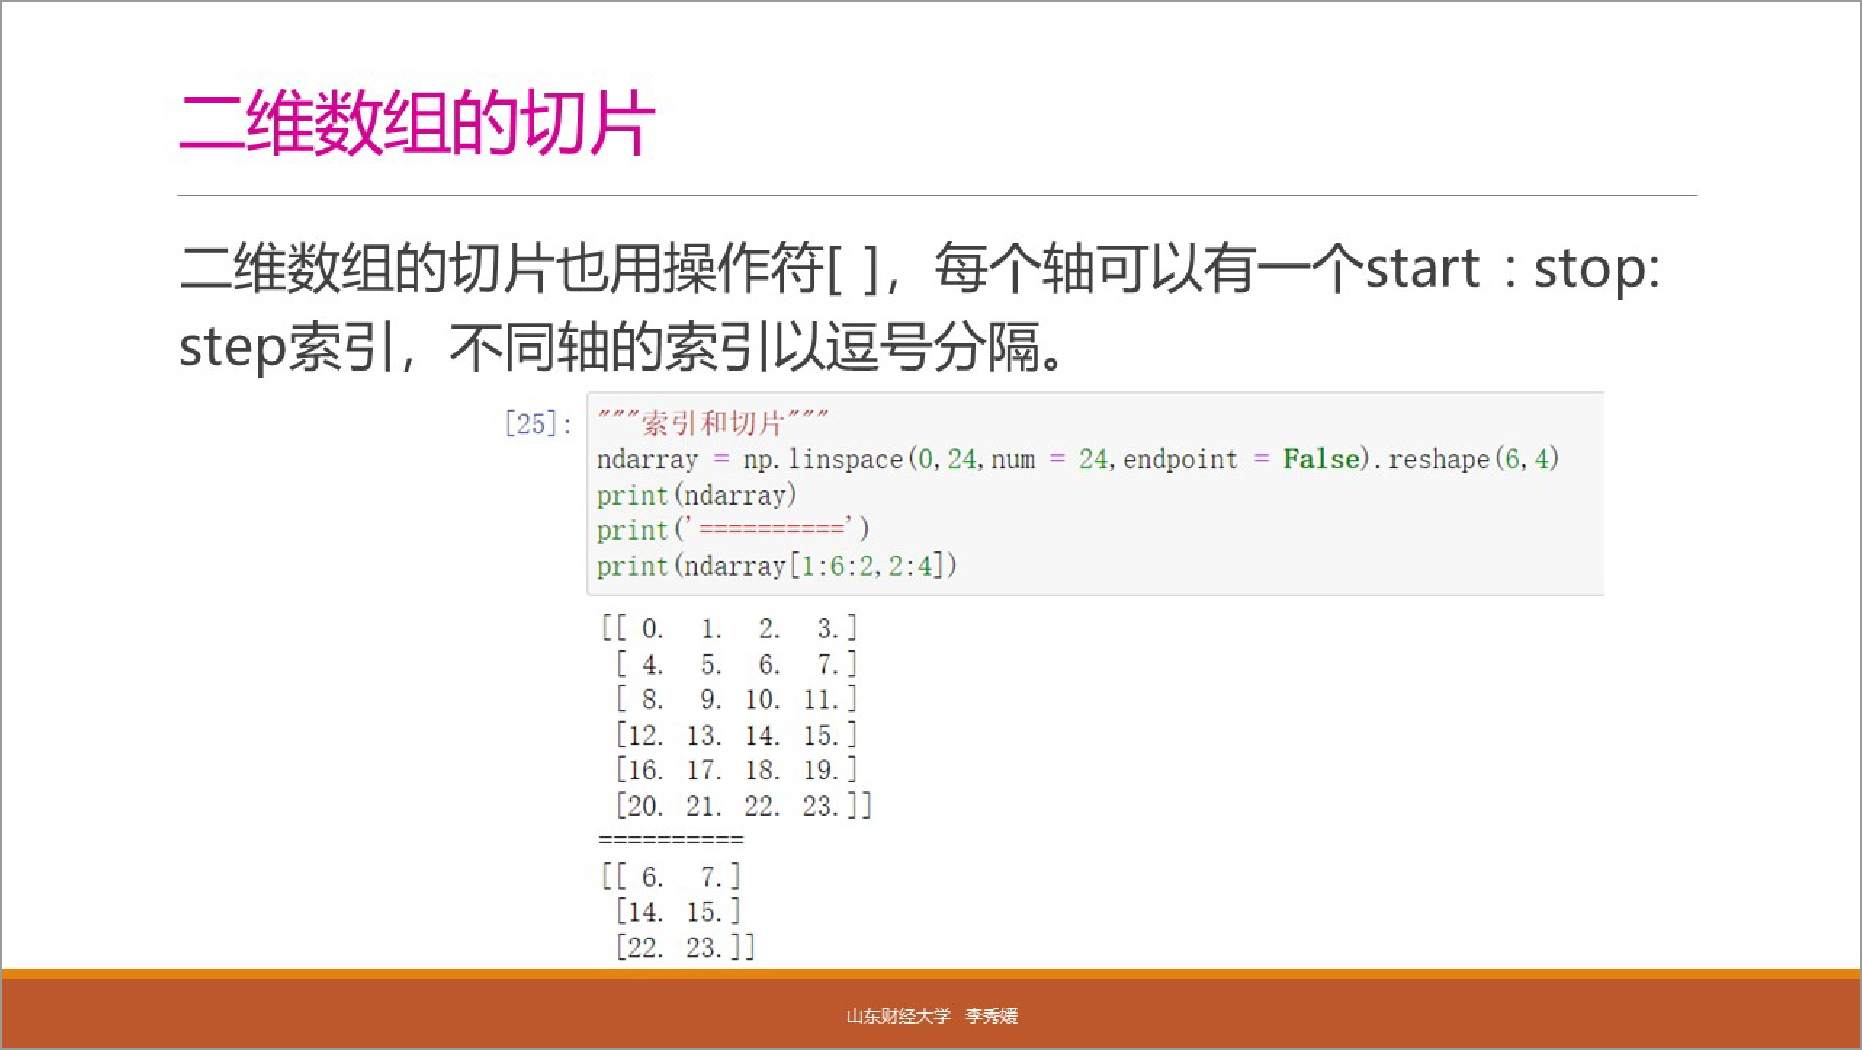 二维数组的切片
二维数组的切片也用操作符[ ]，每个轴可以有一个start : stop:
step索引，不同轴的索引以逗号分隔。
[25]: """索引和切片"""
ndarray = np.linspace(0,24,num = 24,endpoint = False).reshape(6,4)
print(ndarray)
print('==========')
print(ndarray[1:6:2,2:4])
[[ 0.  1.  2.  3.]
 [ 4.  5.  6.  7.]
 [ 8.  9. 10. 11.]
 [12. 13. 14. 15.]
 [16. 17. 18. 19.]
 [20. 21. 22. 23.]]
==========
[[ 6.  7.]
 [14. 15.]
 [22. 23.]]
山东财经大学 李秀媛